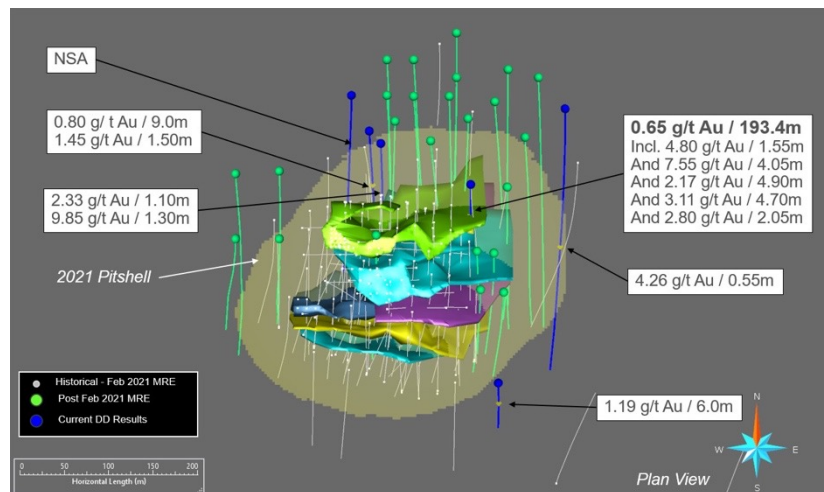 NSA
0.80 g/ t Au / 9.0m
1.45 g/t Au / 1.50m
2.33 g/t Au / 1.10m
9.85 g/t Au / 1.30m
2021 Pitshell
0.65 g/t Au / 193.4m
Incl. 4.80 g/t Au / 1.55m
And 7.55 g/t Au / 4.05m
And 2.17 g/t Au / 4.90m
And 3.11 g/t Au / 4.70m
And 2.80 g/t Au / 2.05m
4.26 g/t Au / 0.55m
1.19 g/t Au / 6.0m
Historical - Feb 2021 MRE
Post Feb 2021 MRE
Current DD Results
0 50 100 150 200
Horizontal Length (m)
Plan View
N
W E
S